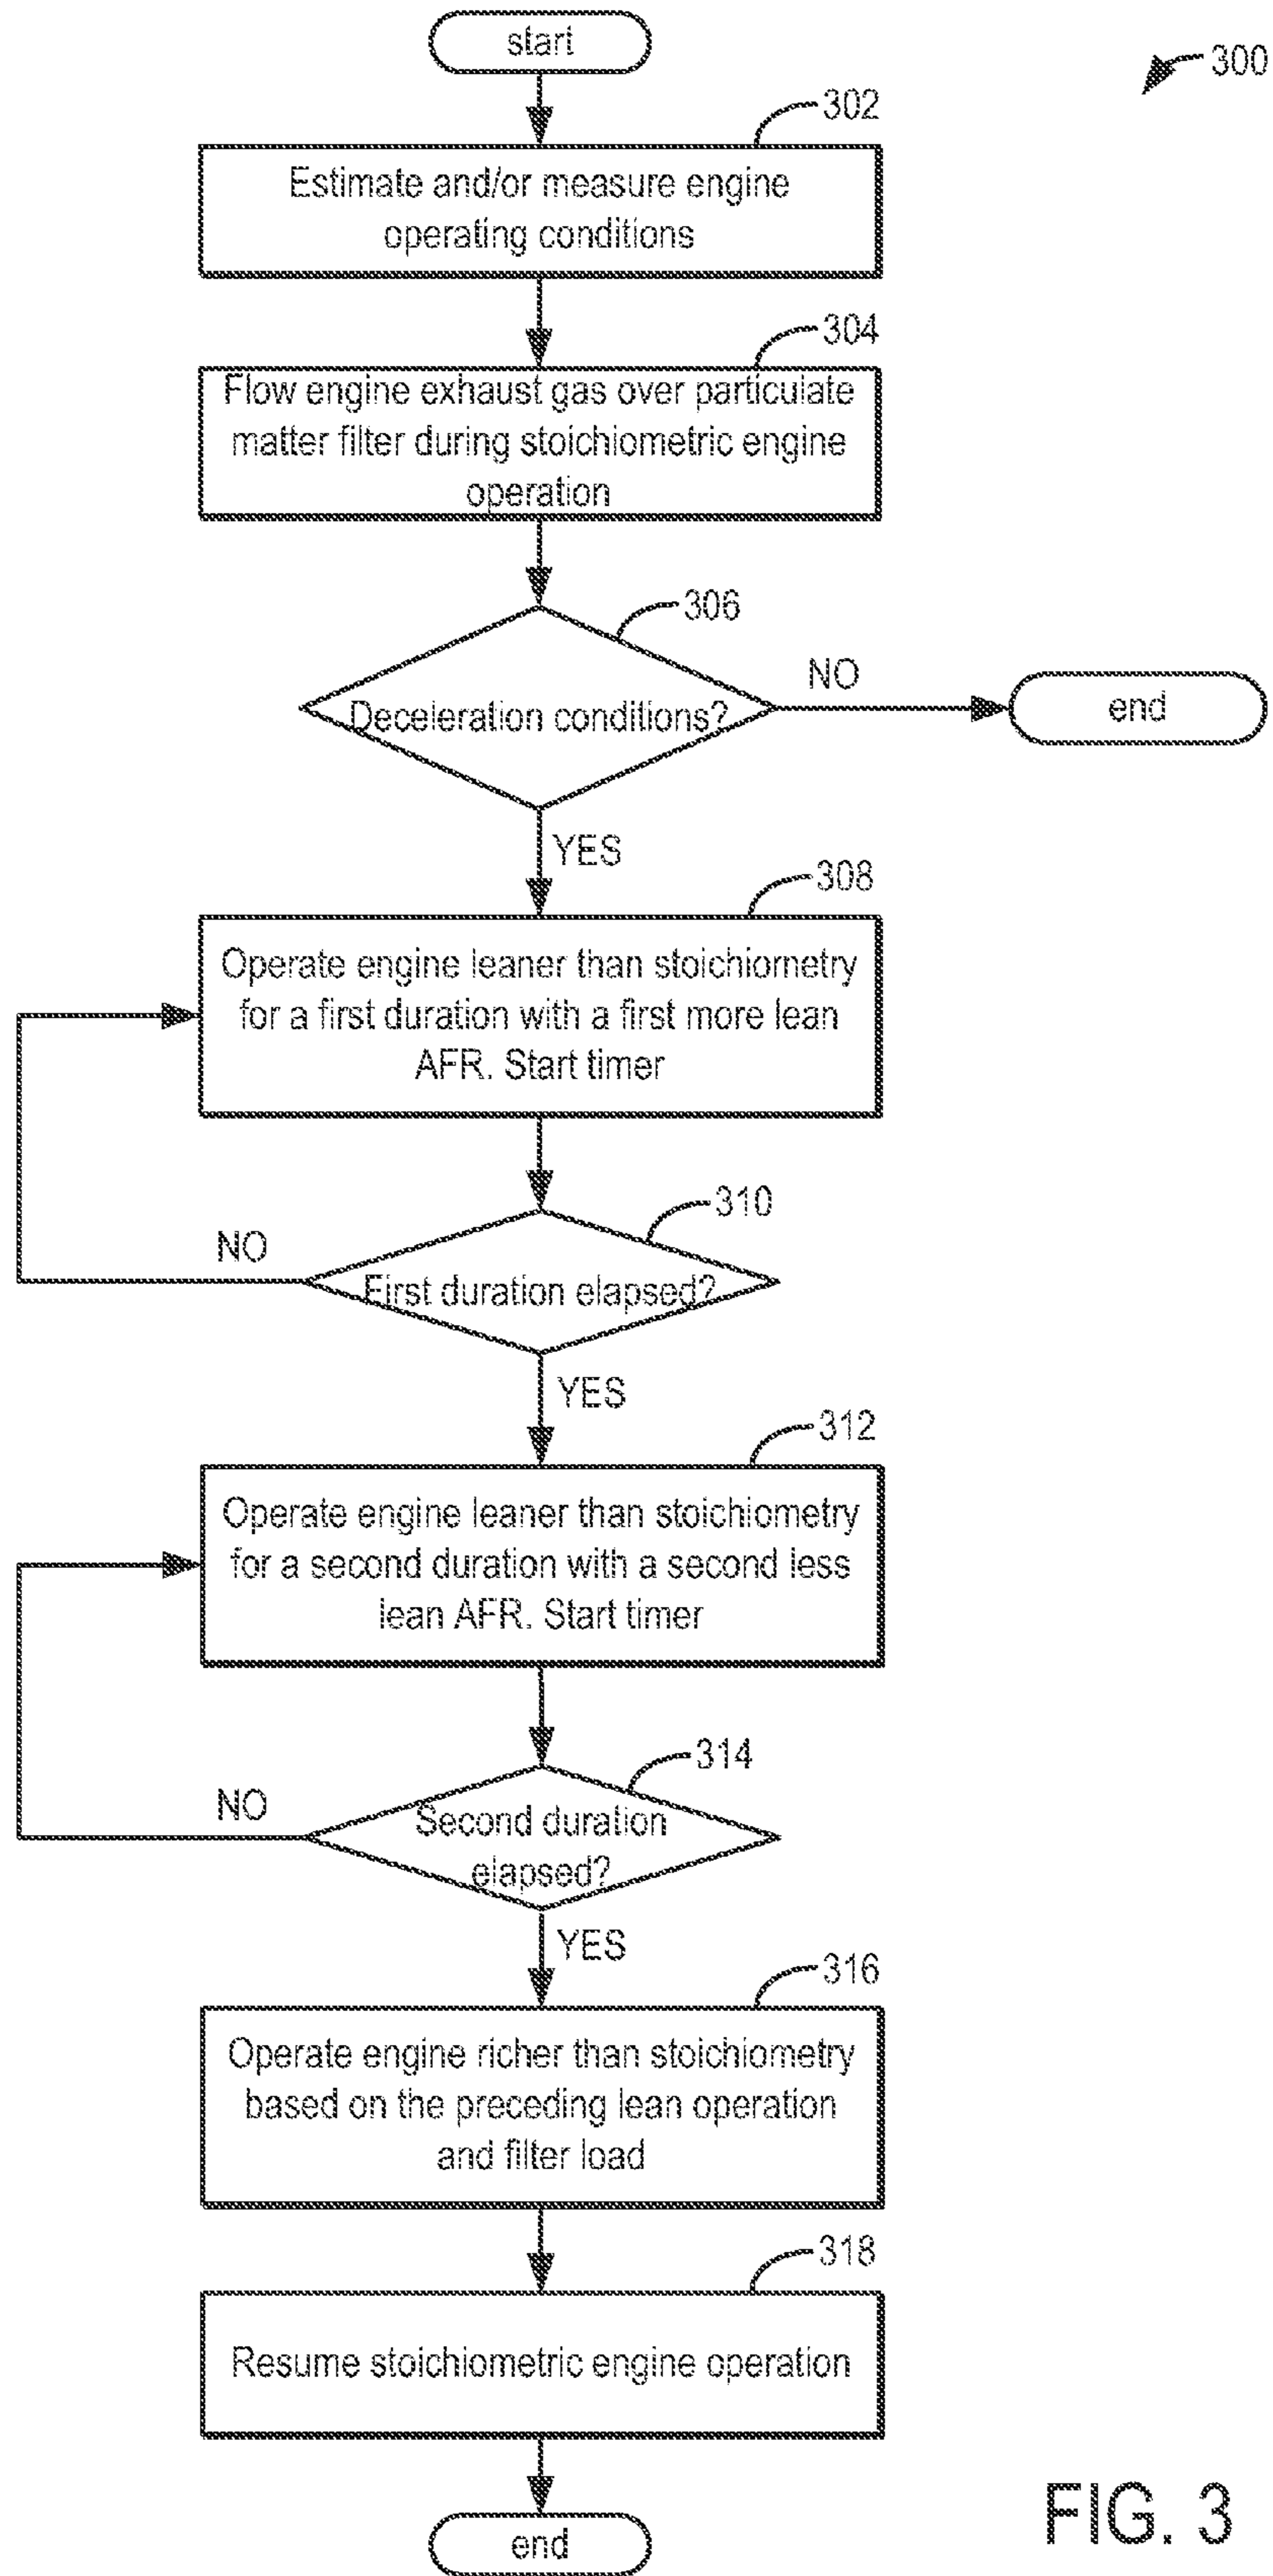 start
300
302
Estimate and/or measure engine
operating conditions
304
Flow engine exhaust gas over particulate
matter filter during stoichiometric engine
operation
306
Deceleration conditions?
NO
end
YES
308
Operate engine leaner than stoichiometry
for a first duration with a first more lean
AFR. Start timer
310
NO
First duration elapsed?
YES
312
Operate engine leaner than stoichiometry
for a second duration with a second less
lean AFR. Start timer
314
NO
Second duration
elapsed?
YES
316
Operate engine richer than stoichiometry
based on the preceding lean operation
and filter load
318
Resume stoichiometric engine operation
end
FIG. 3